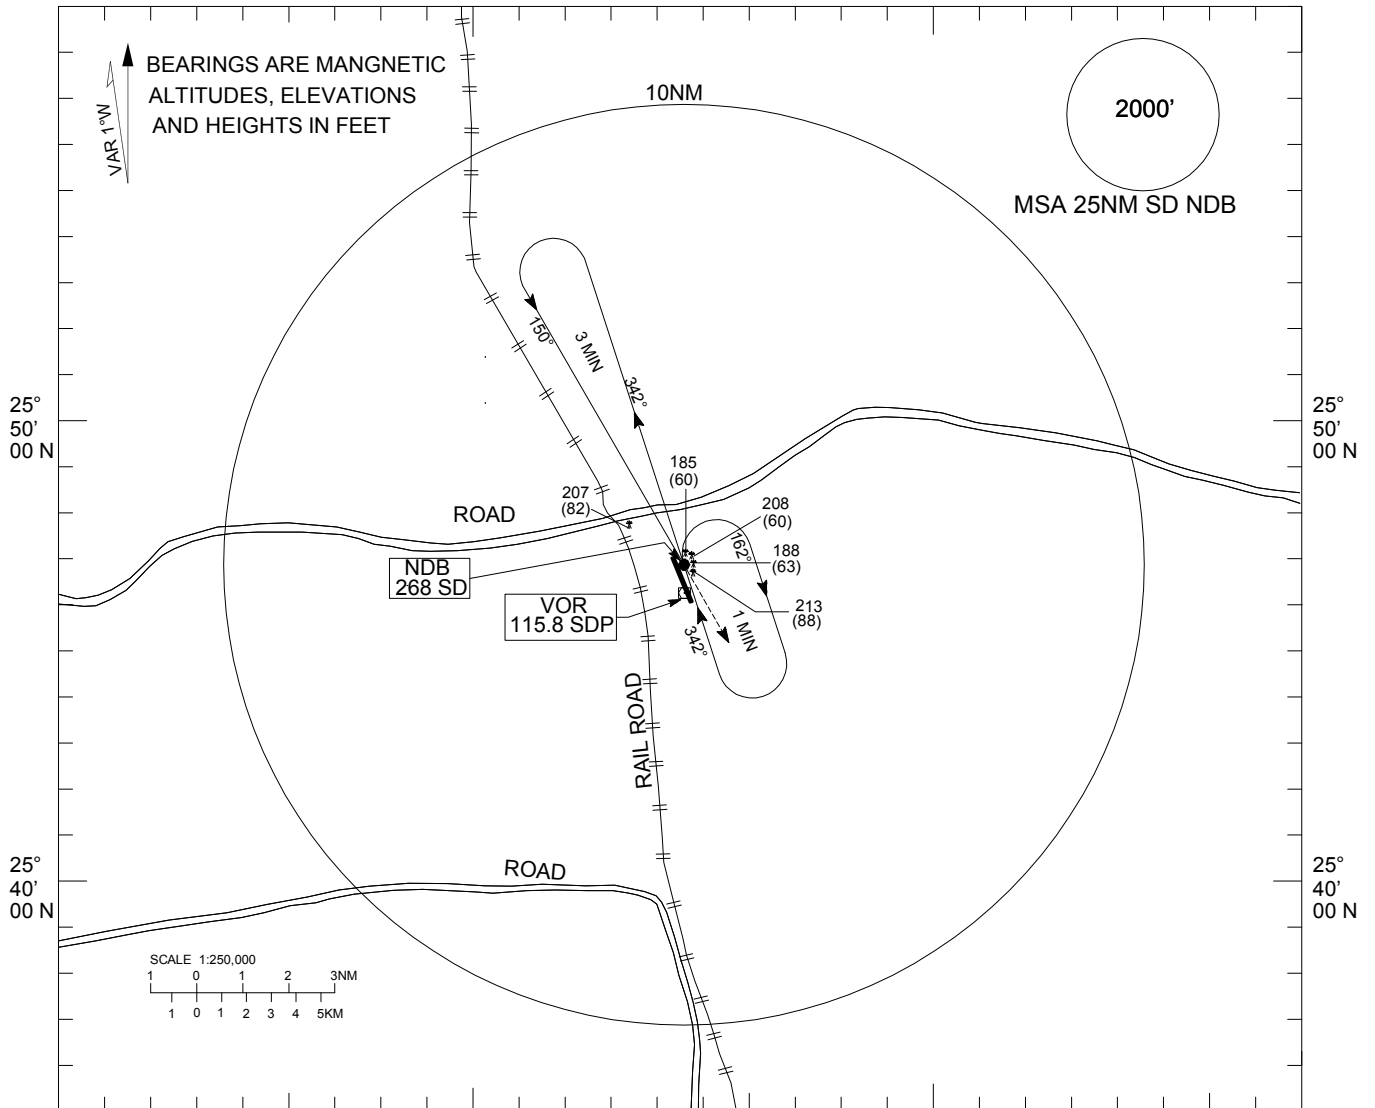 BEARINGS ARE MANGNETIC
ALTITUDES, ELEVATIONS
AND HEIGHTS IN FEET
VAR 1°W
10NM
2000'
MSA 25NM SD NDB
150°
3 MIN
342°
25°
50'
00 N
25°
50'
00 N
185
(60)
207
(82)
208
(60)
ROAD
162°
188
(63)
NDB
268 SD
VOR
115.8 SDP
213
(88)
342°
1 MIN
RAIL ROAD
25°
40'
00 N
25°
40'
00 N
ROAD
SCALE 1:250,000
1 0 1 2 3NM
1 0 1 2 3 4 5KM